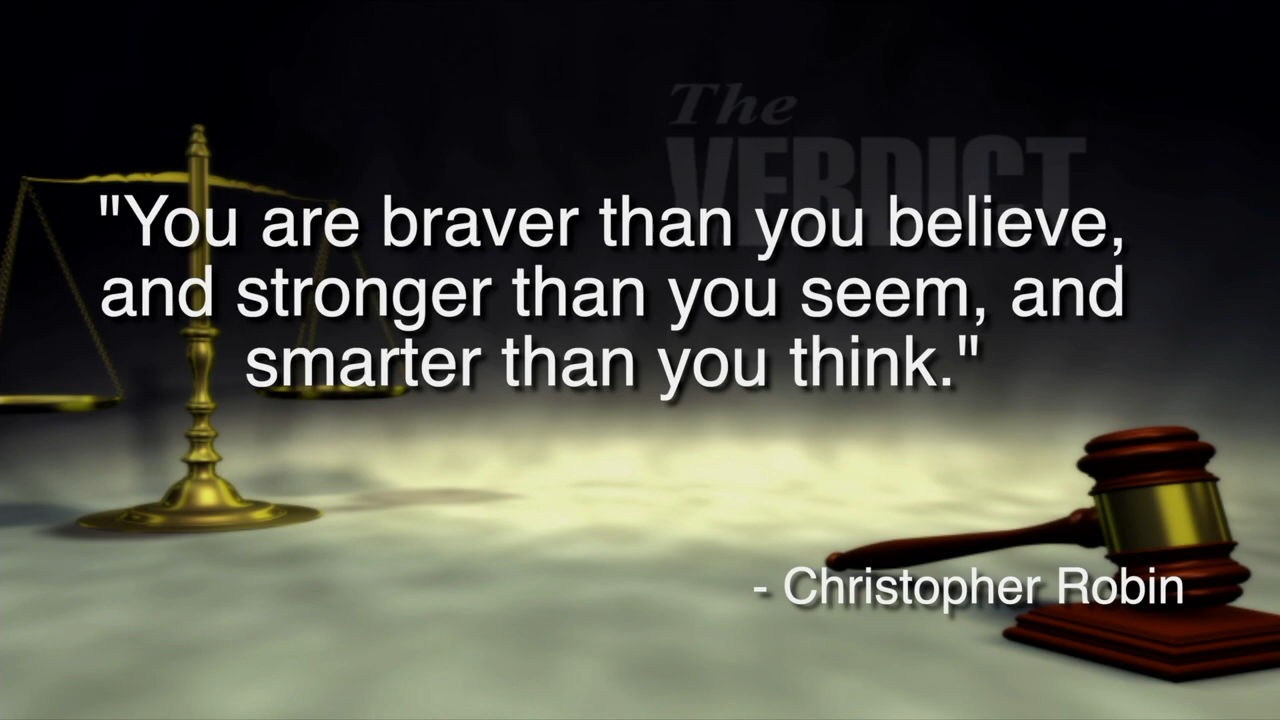 The
VERDICT
"You are braver than you believe,
and stronger than you seem, and
smarter than you think."
- Christopher Robin